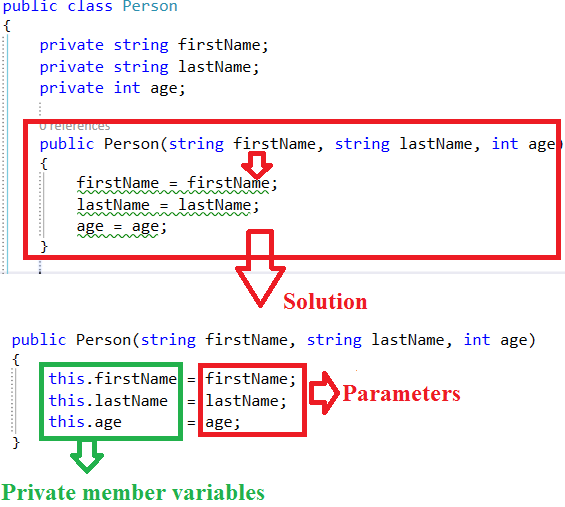 public class Person
{
private string firstName;
private string lastName;
private int age;
0 references
public Person(string firstName, string lastName, int age)
{
firstName = firstName;
lastName = lastName;
age = age;
}
Solution
public Person(string firstName, string lastName, int age)
{
this.firstName = firstName;
this.lastName = lastName;
this.age = age;
}
Parameters
Private member variables